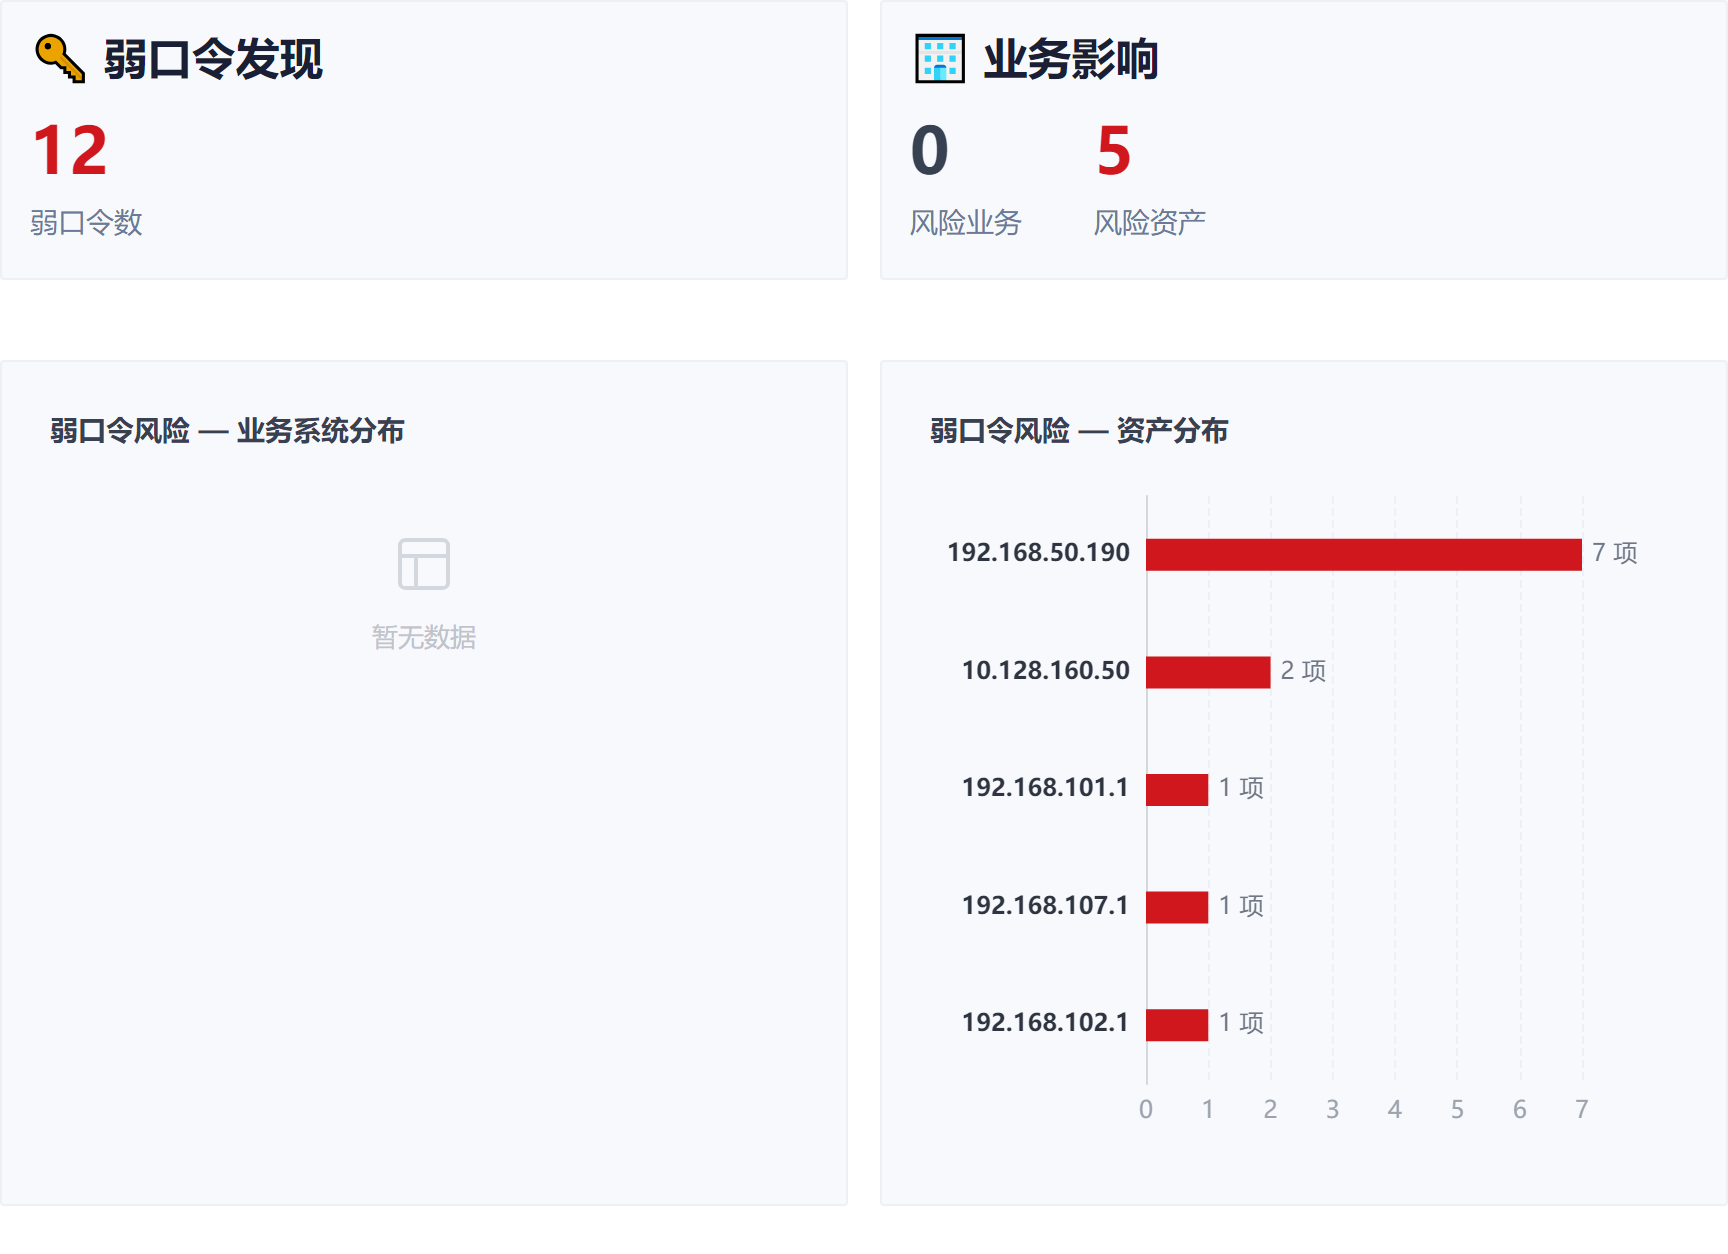 弱口令发现
12
弱口令数
业务影响
0 5
风险业务 风险资产
弱口令风险 — 业务系统分布
暂无数据
弱口令风险 — 资产分布
192.168.50.190 7 项
10.128.160.50 2 项
192.168.101.1 1 项
192.168.107.1 1 项
192.168.102.1 1 项
0 1 2 3 4 5 6 7